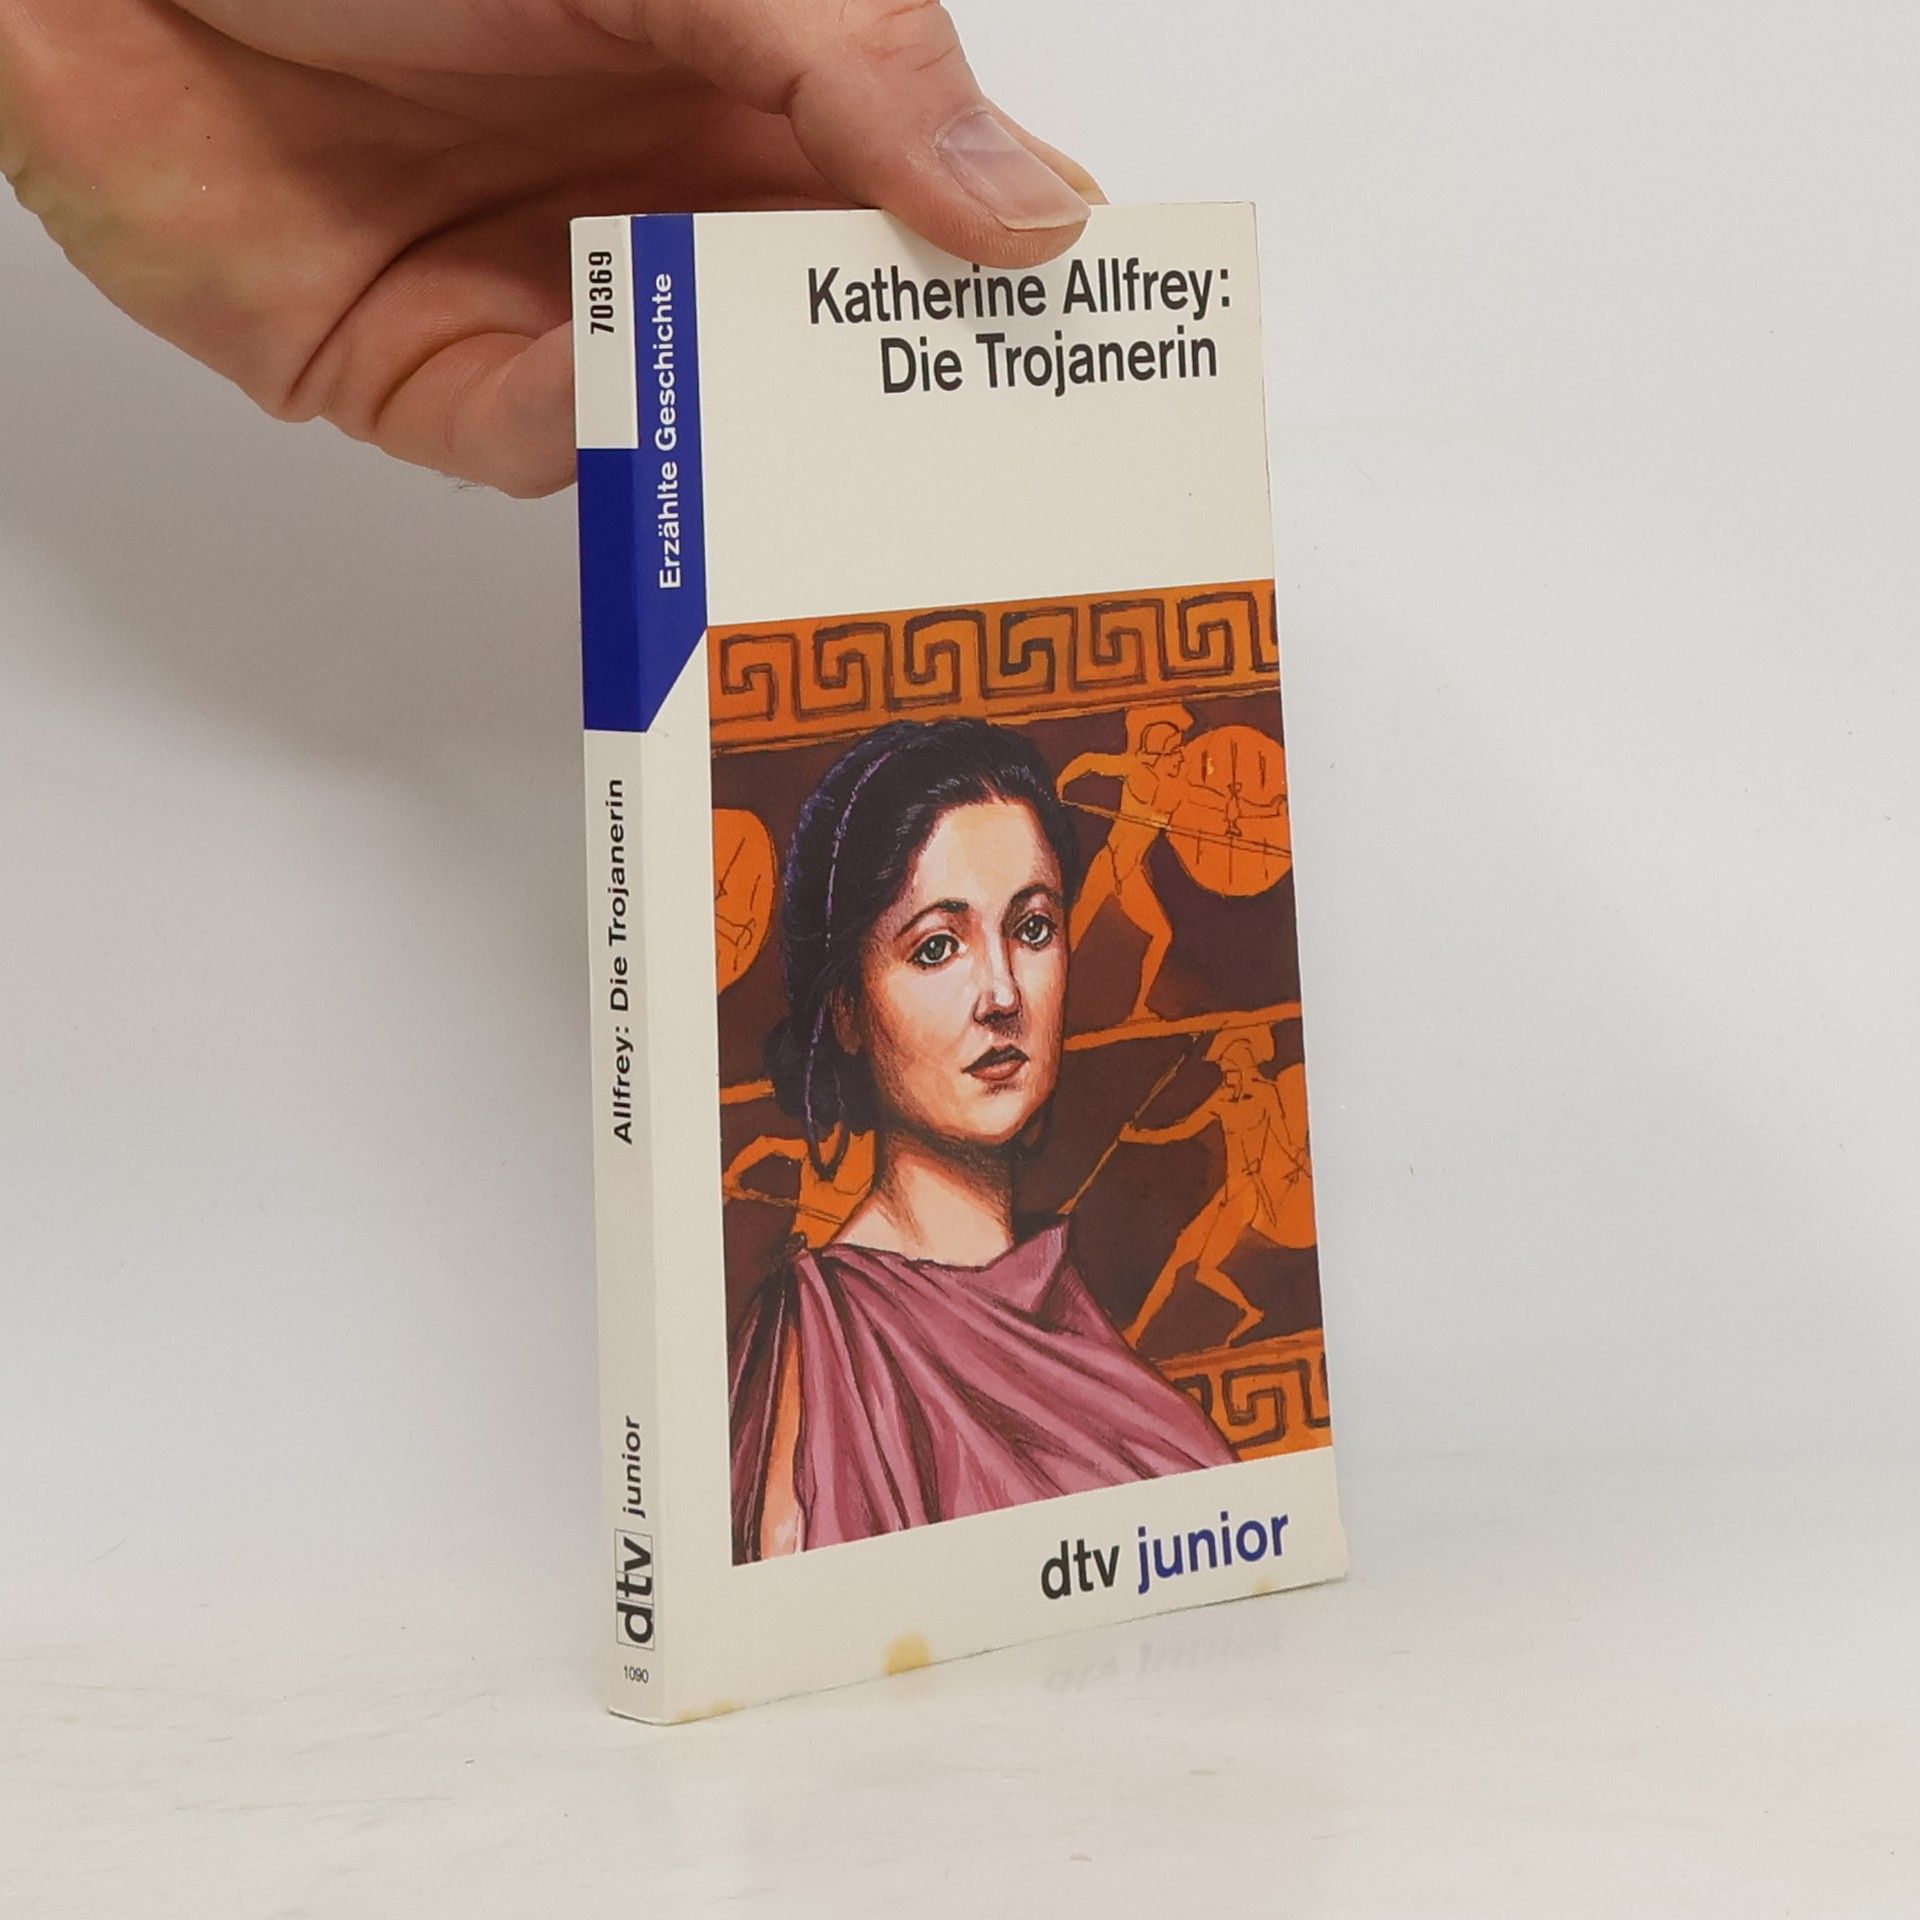 Katherine Allfrey:
Die Trojanerin
dtv junior
Erzählte Geschichte
70369
Allfrey: Die Trojanerin
dtv junior
1090